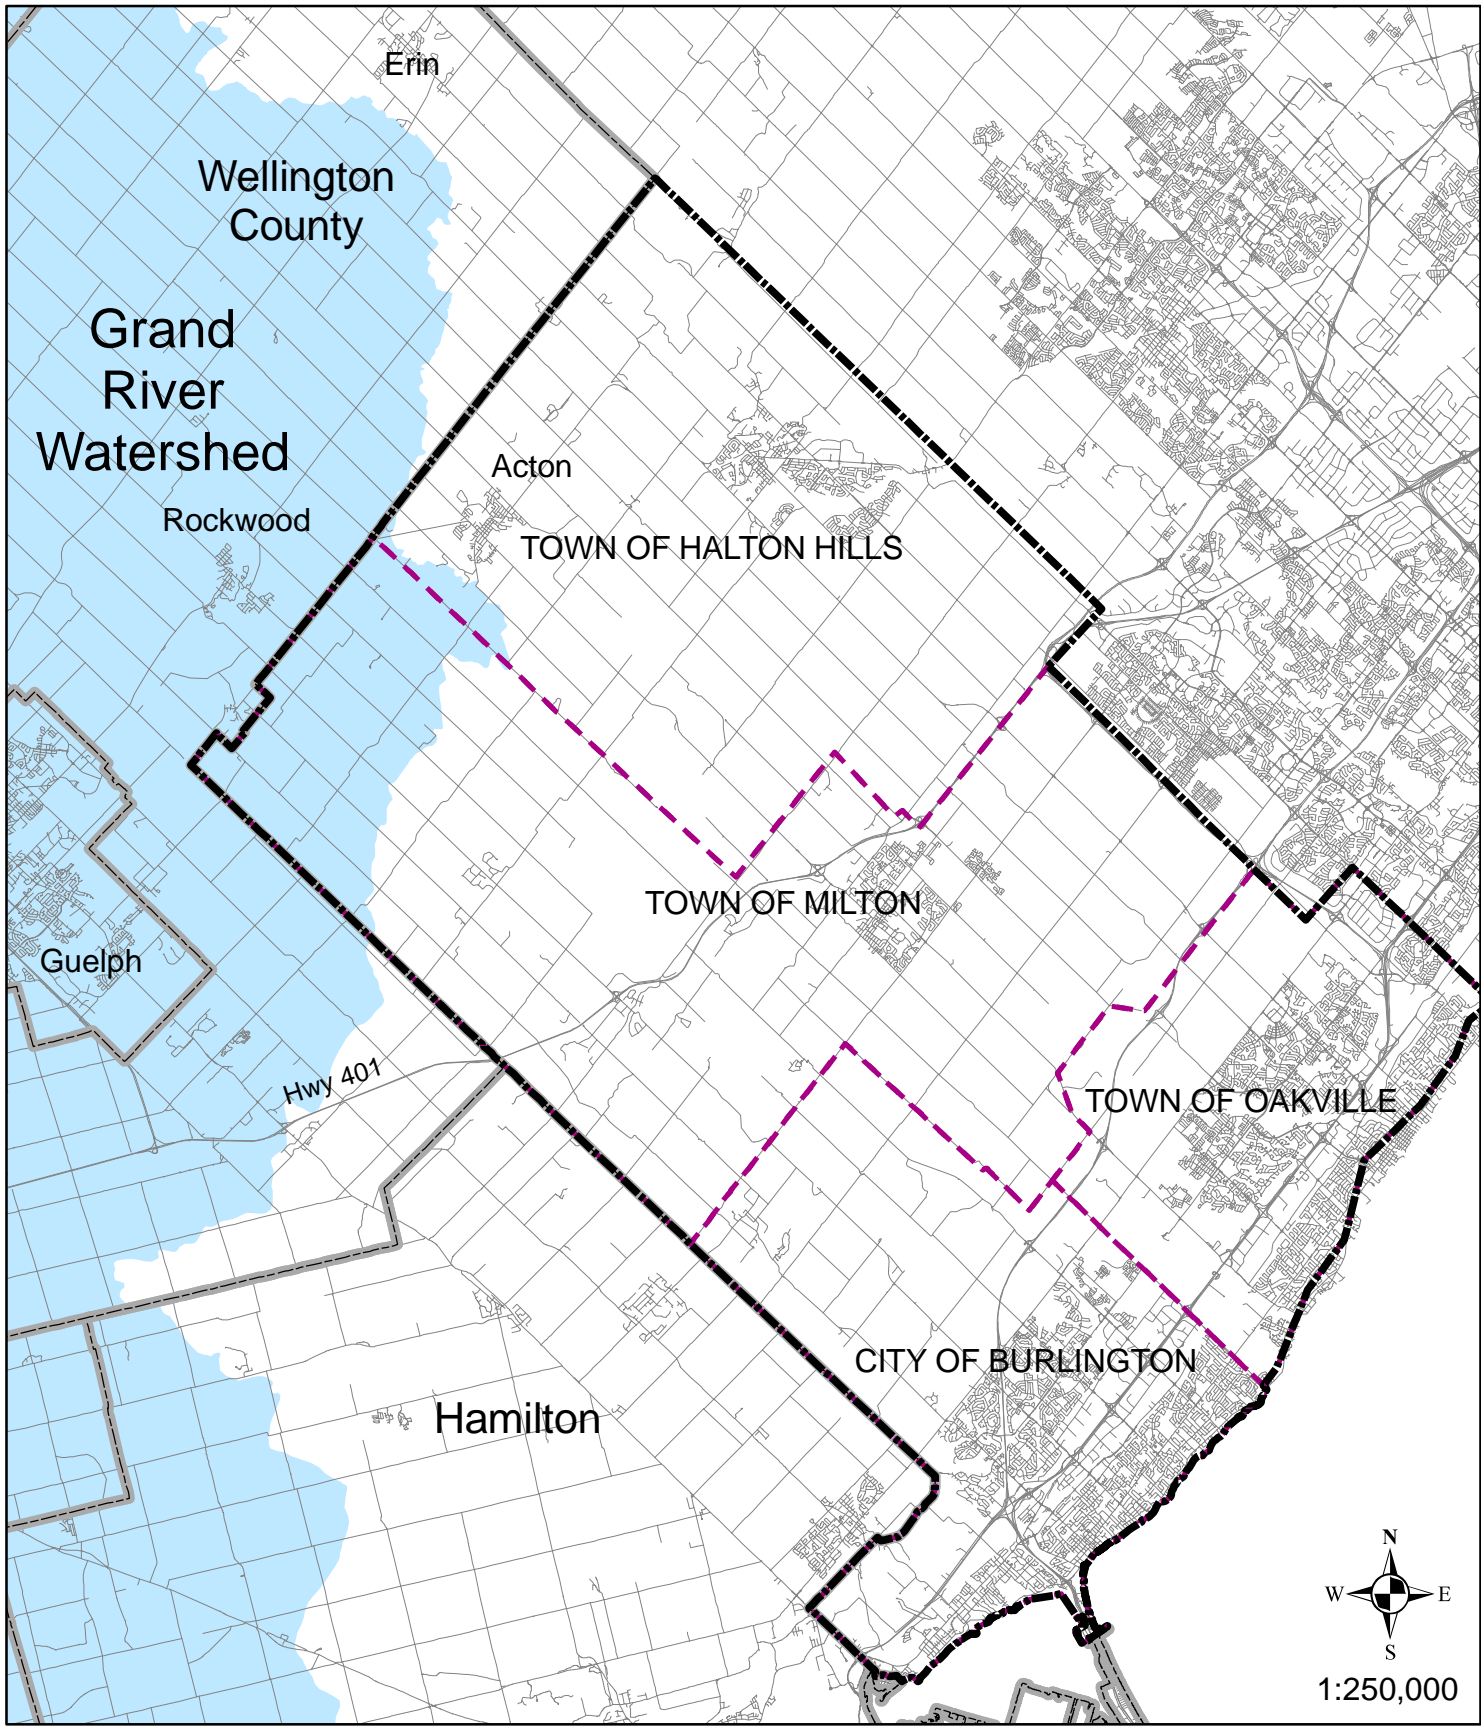 Erin
Wellington
County
Grand
River
Watershed
Acton
Rockwood
TOWN OF HALTON HILLS
TOWN OF MILTON
Guelph
Hwy 401
TOWN OF OAKVILLE
CITY OF BURLINGTON
Hamilton
N
W E
S
1:250,000